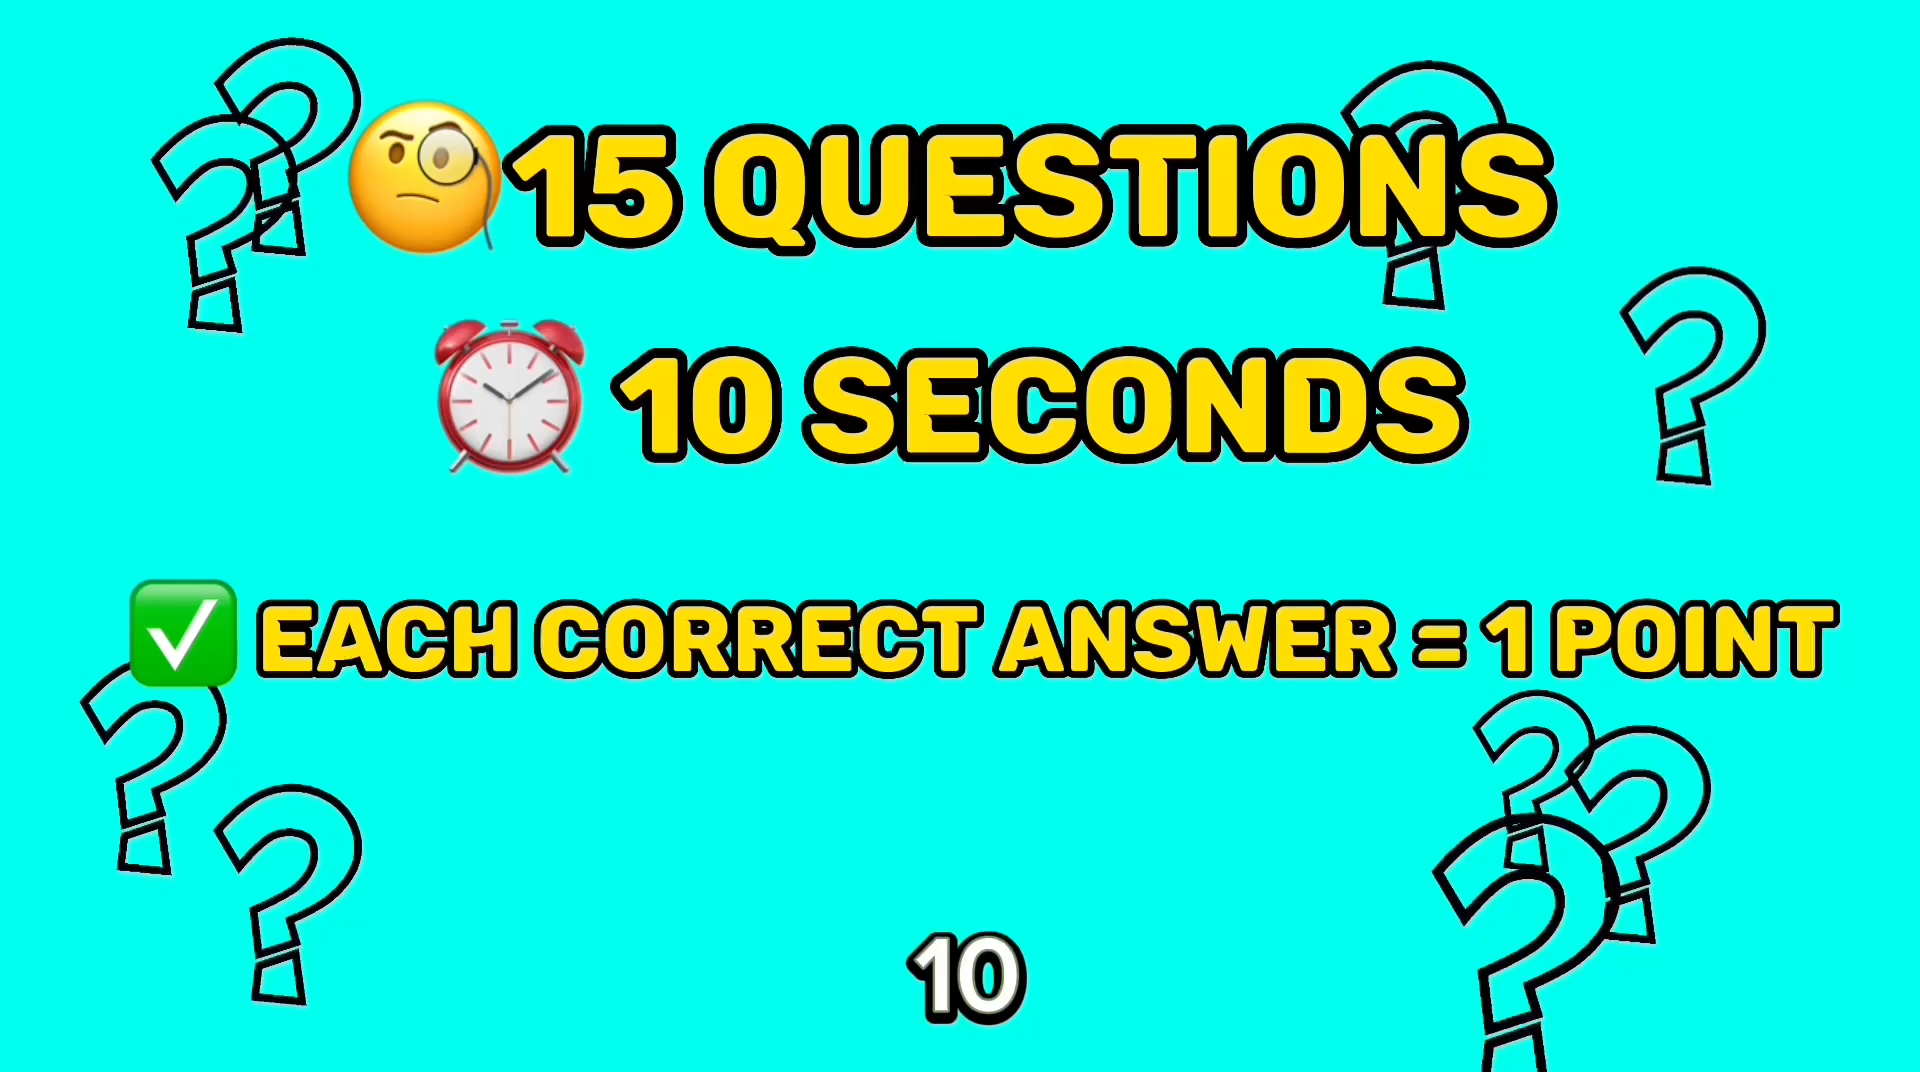 15 QUESTIONS
10 SECONDS
EACH CORRECT ANSWER = 1 POINT
10